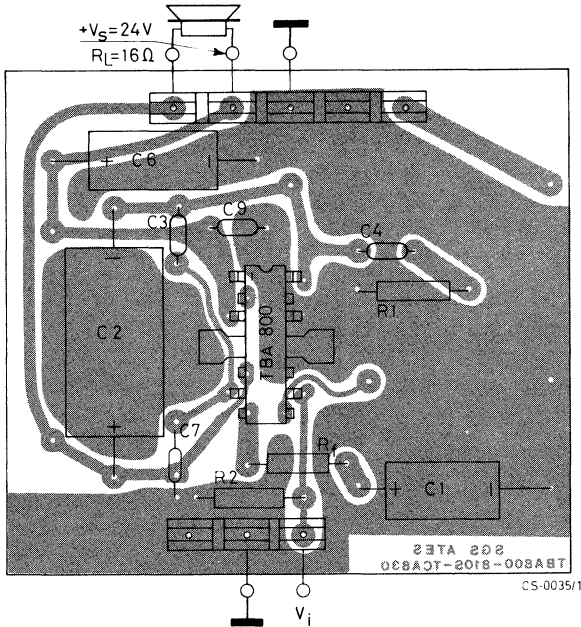 +Vs=24V
RL=16Ω
C6
C3
C9
C4
R1
C2
TBA 800
C7
R2
Rf
C1
SGS ATES
TBA800-810S-TCA830
CS-0035/1
Vi